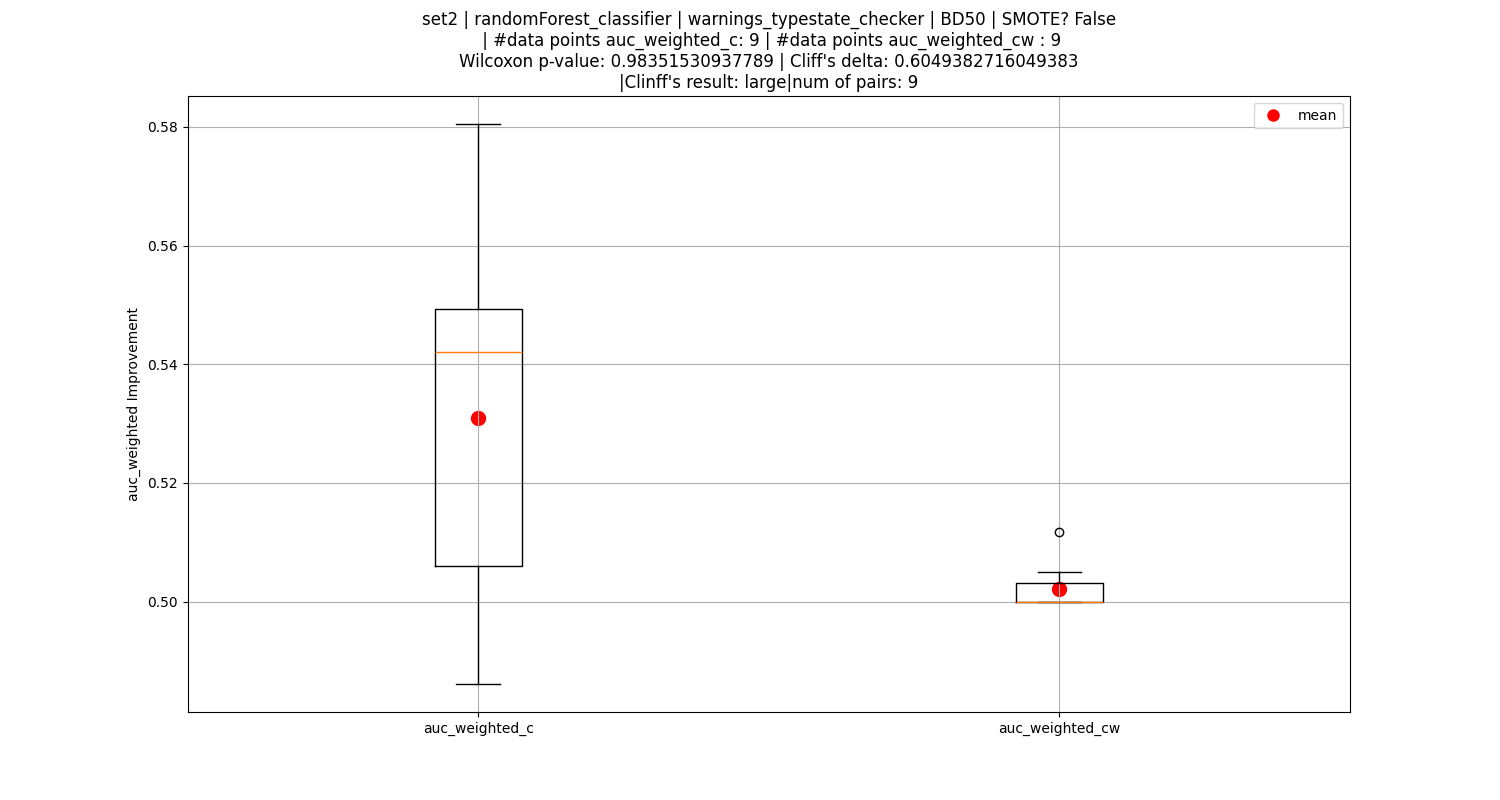 set2 | randomForest_classifier | warnings_typestate_checker | BD50 | SMOTE? False
| #data points auc_weighted_c: 9 | #data points auc_weighted_cw : 9
Wilcoxon p-value: 0.98351530937789 | Cliff's delta: 0.6049382716049383
|Clinff's result: large|num of pairs: 9
mean
0.58
0.56
0.54
0.52
0.50
auc_weighted Improvement
auc_weighted_c
auc_weighted_cw